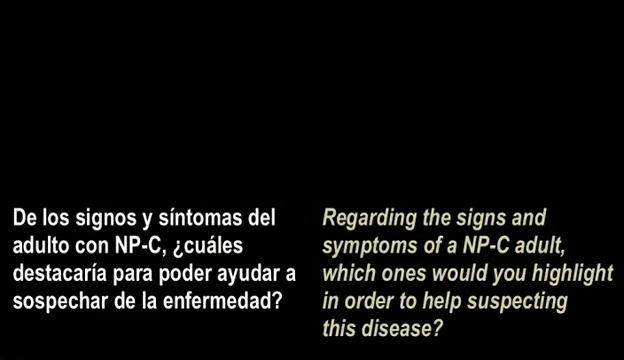 De los signos y síntomas del
adulto con NP-C, ¿cuáles
destacaría para poder ayudar a
sospechar de la enfermedad?
Regarding the signs and
symptoms of a NP-C adult,
which ones would you highlight
in order to help suspecting
this disease?